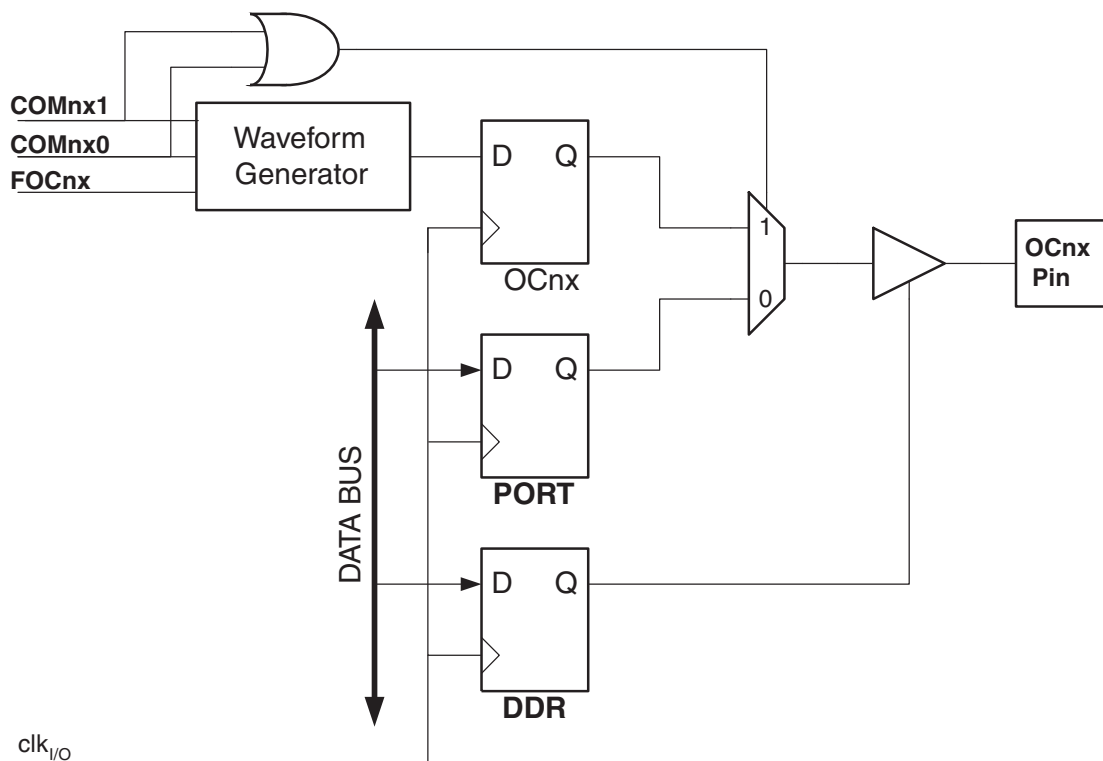 COMnx1
COMnx0
FOCnx
Waveform
Generator
D Q
OCnx
1
0
OCnx
Pin
D Q
PORT
DATA BUS
D Q
DDR
clkI/O